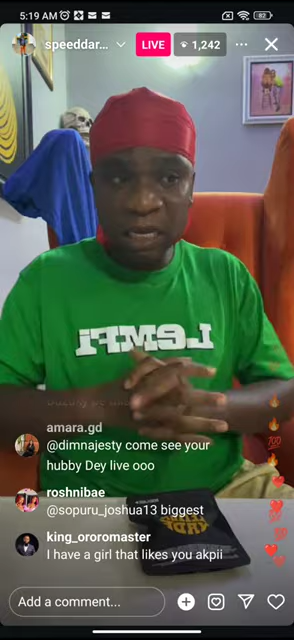 5:19 AM
82
speeddar...
LIVE
1,242
amara.gd
@dimnajesty come see your
hubby Dey live ooo
roshnibae
@sopuru_joshua13 biggest
king_ororomaster
I have a girl that likes you akpii
Add a comment...